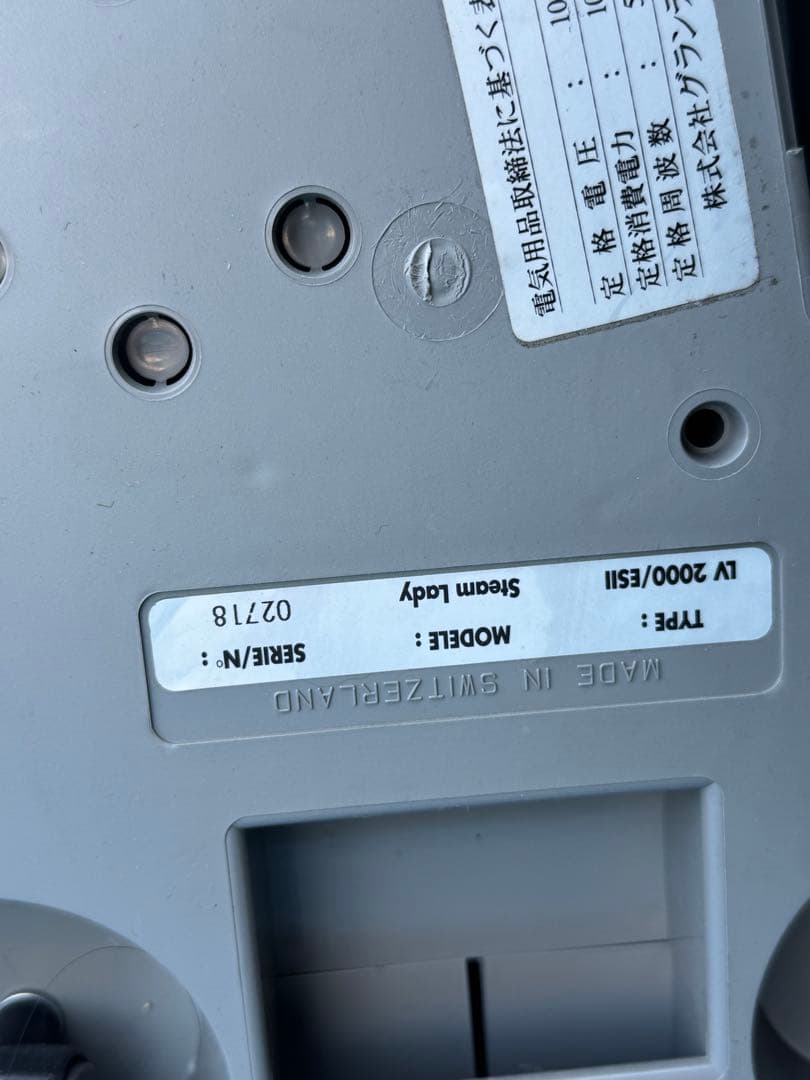 MADE IN SWITZERLAND
TYPE : MODELE : SERIE/N° :
LV 2000/ESII Steam Lady 02718
電気用品取締法に基づく
定格電圧 : 10
定格消費電力 : 10
定格周波数 :
株式会社グラン